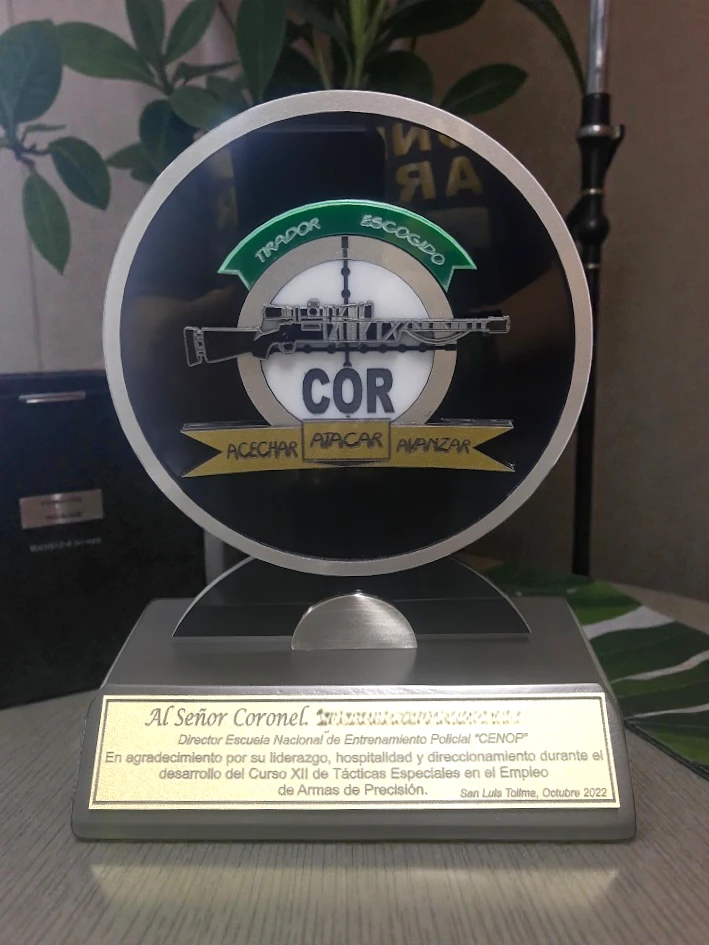 TIRADOR ESCOGIDO
COR
ACECHAR ATACAR AVANZAR
Al Señor Coronel.
Director Escuela Nacional de Entrenamiento Policial "CENOP"
En agradecimiento por su liderazgo, hospitalidad y direccionamiento durante el
desarrollo del Curso XII de Tácticas Especiales en el Empleo
de Armas de Precisión.
San Luis Tolima, Octubre 2022